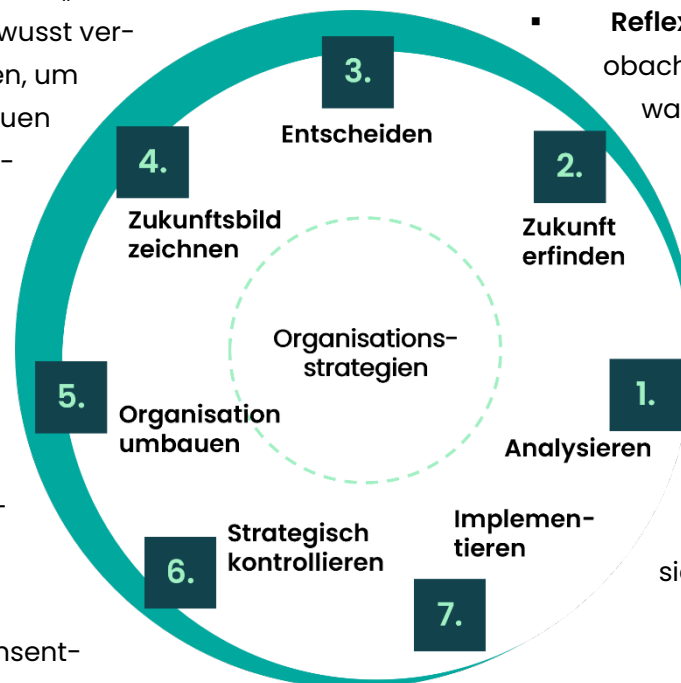 wusst ver-
en, um
uen
-
Reflex
obach
wa
3.
Entscheiden
4.
Zukunftsbild
zeichnen
2.
Zukunft
erfinden
Organisations-
strategien
5.
Organisation
umbauen
1.
Analysieren
6.
Strategisch
kontrollieren
Implemen-
tieren
7.
-
si
nsent-